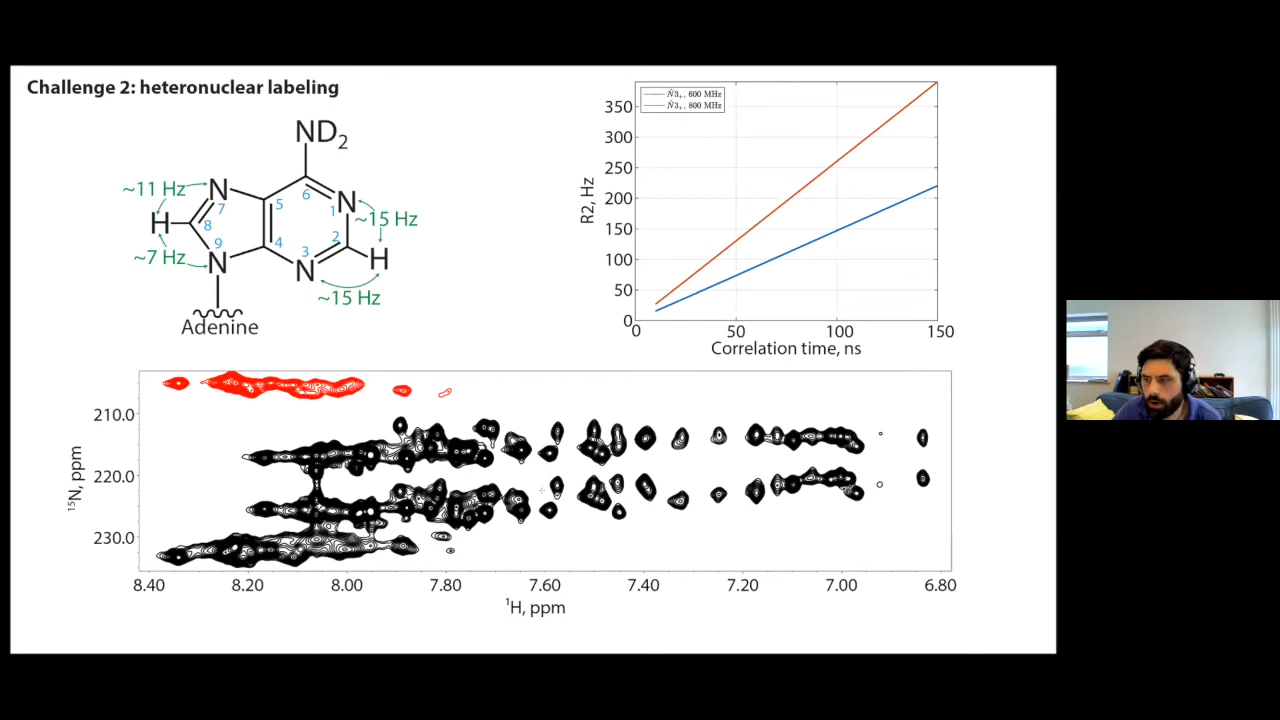 Challenge 2: heteronuclear labeling
ND2
~11 Hz
N
N
6
1
7
5
~15 Hz
H
8
2
9
4
3
H
~7 Hz
N
N
~15 Hz
Adenine
350
300
250
200
150
100
50
0
R2, Hz
600 MHz
800 MHz
0
50
100
150
Correlation time, ns
210.0
220.0
230.0
15N, ppm
8.40
8.20
8.00
7.80
7.60
7.40
7.20
7.00
6.80
1H, ppm